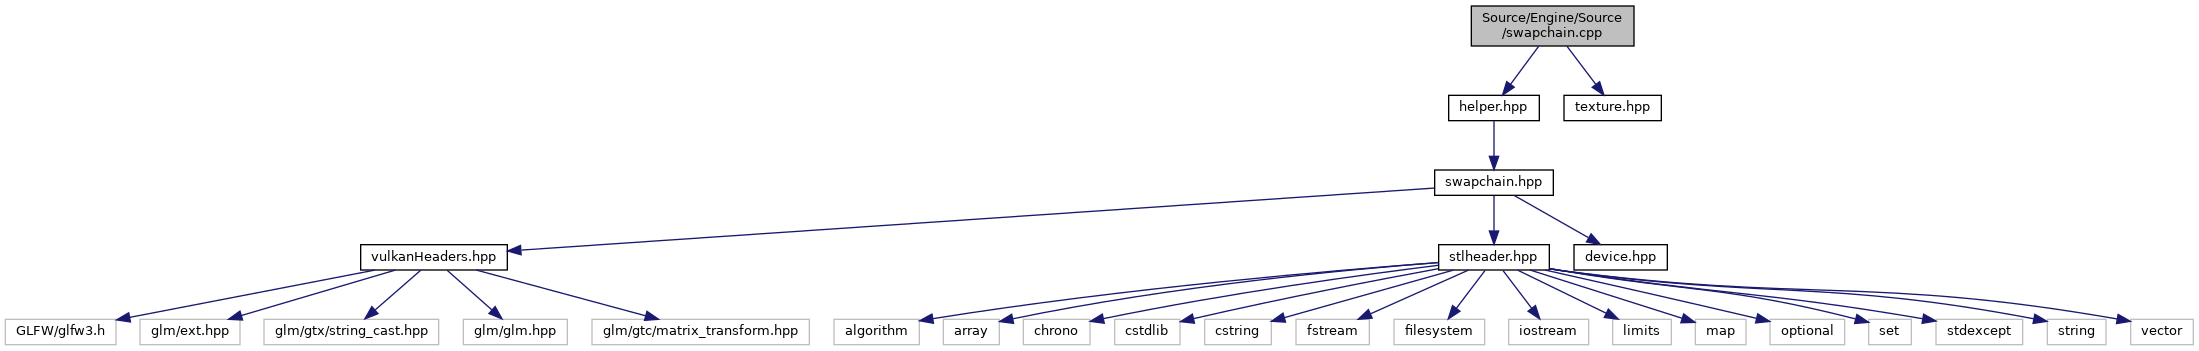 Source/Engine/Source
/swapchain.cpp
helper.hpp
texture.hpp
swapchain.hpp
vulkanHeaders.hpp
stlheader.hpp
device.hpp
GLFW/glfw3.h
glm/ext.hpp
glm/gtx/string_cast.hpp
glm/glm.hpp
glm/gtc/matrix_transform.hpp
algorithm
array
chrono
cstdlib
cstring
fstream
filesystem
iostream
limits
map
optional
set
stdexcept
string
vector